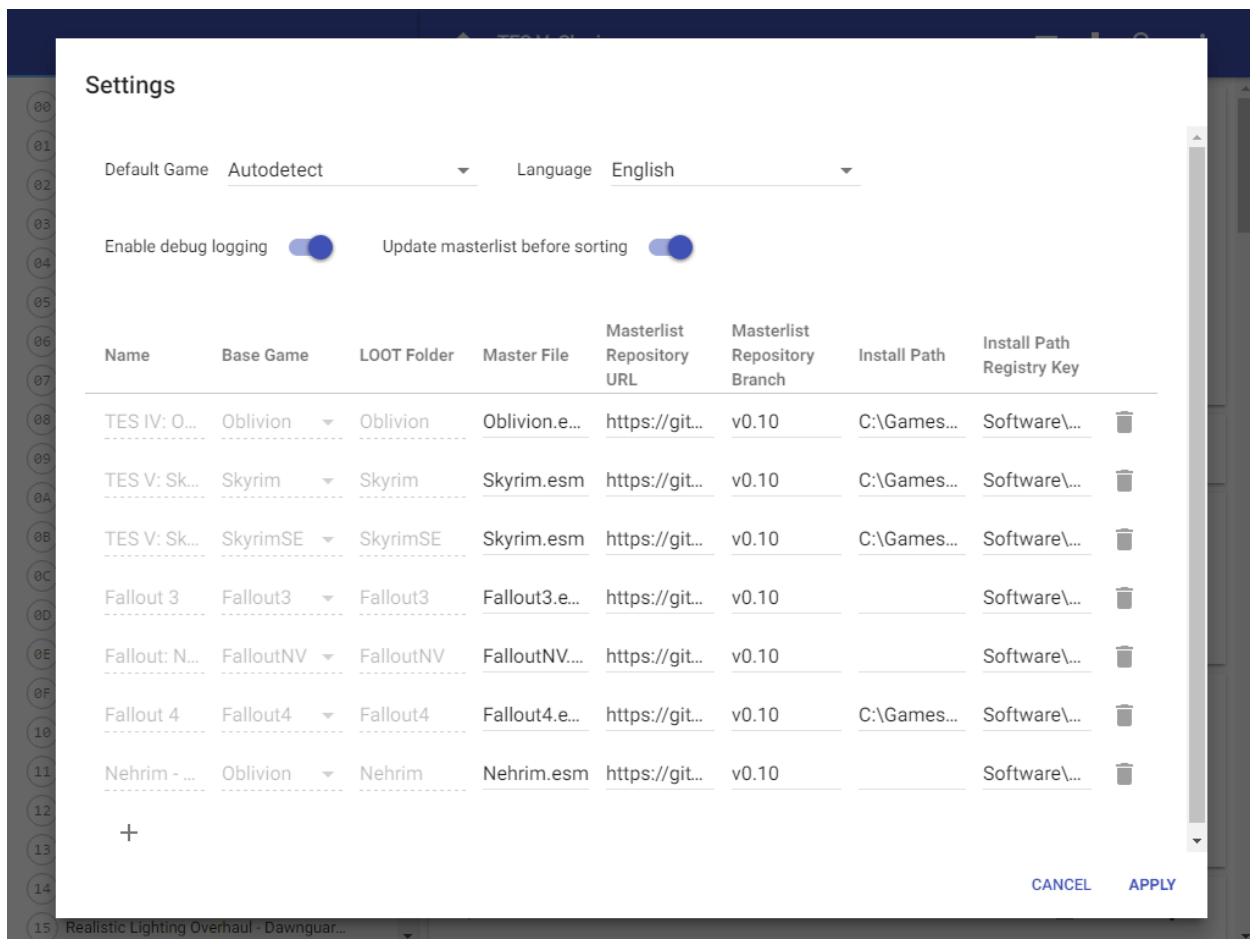 Settings
Default Game Autodetect Language English
Enable debug logging Update masterlist before sorting
Name Base Game LOOT Folder Master File Masterlist Repository URL Masterlist Repository Branch Install Path Install Path Registry Key
TES IV: O... Oblivion Oblivion Oblivion.e... https://git... v0.10 C:\Games... Software\...
TES V: Sk... Skyrim Skyrim Skyrim.esm https://git... v0.10 C:\Games... Software\...
TES V: Sk... SkyrimSE SkyrimSE Skyrim.esm https://git... v0.10 C:\Games... Software\...
Fallout 3 Fallout3 Fallout3 Fallout3.e... https://git... v0.10 Software\...
Fallout: N... FalloutNV FalloutNV FalloutNV.... https://git... v0.10 Software\...
Fallout 4 Fallout4 Fallout4 Fallout4.e... https://git... v0.10 C:\Games... Software\...
Nehrim - ... Oblivion Nehrim Nehrim.esm https://git... v0.10 Software\...
CANCEL APPLY
00
01
02
03
04
05
06
07
08
09
0A
0B
0C
0D
0E
0F
10
11
12
13
14
15 Realistic Lighting Overhaul - Dawnguar...